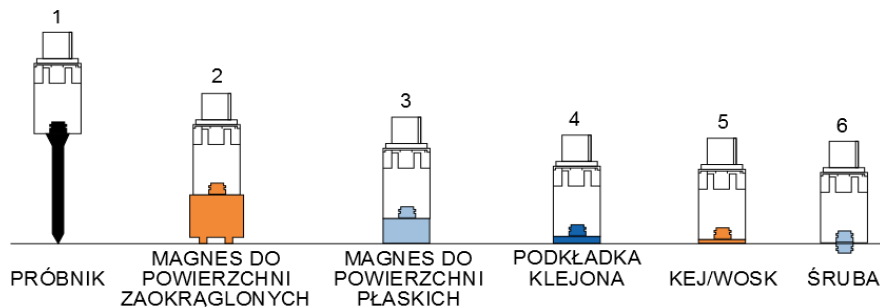 1
2
3
4
5
6
PRÓBNIK
MAGNES DO
POWIERZCHNI
ZAOKRĄGLONYCH
MAGNES DO
POWIERZCHNI
PŁASKICH
PODKŁADKA
KLEJONA
KEJ/WOSK
ŚRUBA